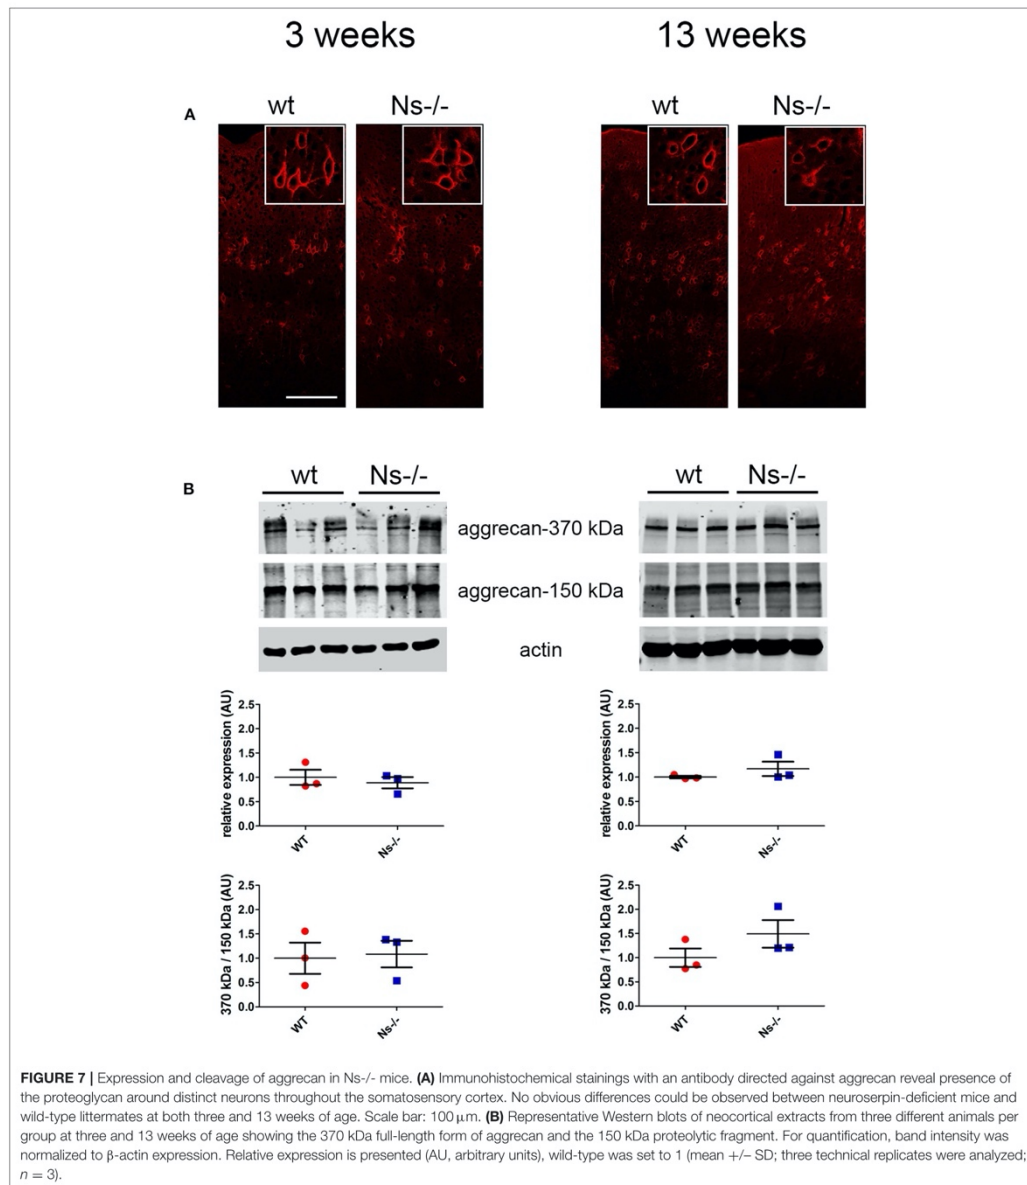 3 weeks 13 weeks
A
wt Ns-/- wt Ns-/-
B
wt Ns-/- wt Ns-/-
aggrecan-370 kDa
aggrecan-150 kDa
actin
relative expression (AU)
2.5
2.0
1.5
1.0
0.5
0.0
WT
Ns-/-
relative expression (AU)
2.5
2.0
1.5
1.0
0.5
0.0
WT
Ns-/-
370 kDa / 150 kDa (AU)
2.5
2.0
1.5
1.0
0.5
0.0
WT
Ns-/-
370 kDa / 150 kDa (AU)
2.5
2.0
1.5
1.0
0.5
0.0
WT
Ns-/-
FIGURE 7 | Expression and cleavage of aggrecan in Ns-/- mice. (A) Immunohistochemical stainings with an antibody directed against aggrecan reveal presence of
the proteoglycan around distinct neurons throughout the somatosensory cortex. No obvious differences could be observed between neuroserpin-deficient mice and
wild-type littermates at both three and 13 weeks of age. Scale bar: 100 μm. (B) Representative Western blots of neocortical extracts from three different animals per
group at three and 13 weeks of age showing the 370 kDa full-length form of aggrecan and the 150 kDa proteolytic fragment. For quantification, band intensity was
normalized to β-actin expression. Relative expression is presented (AU, arbitrary units), wild-type was set to 1 (mean +/– SD; three technical replicates were analyzed;
n = 3).